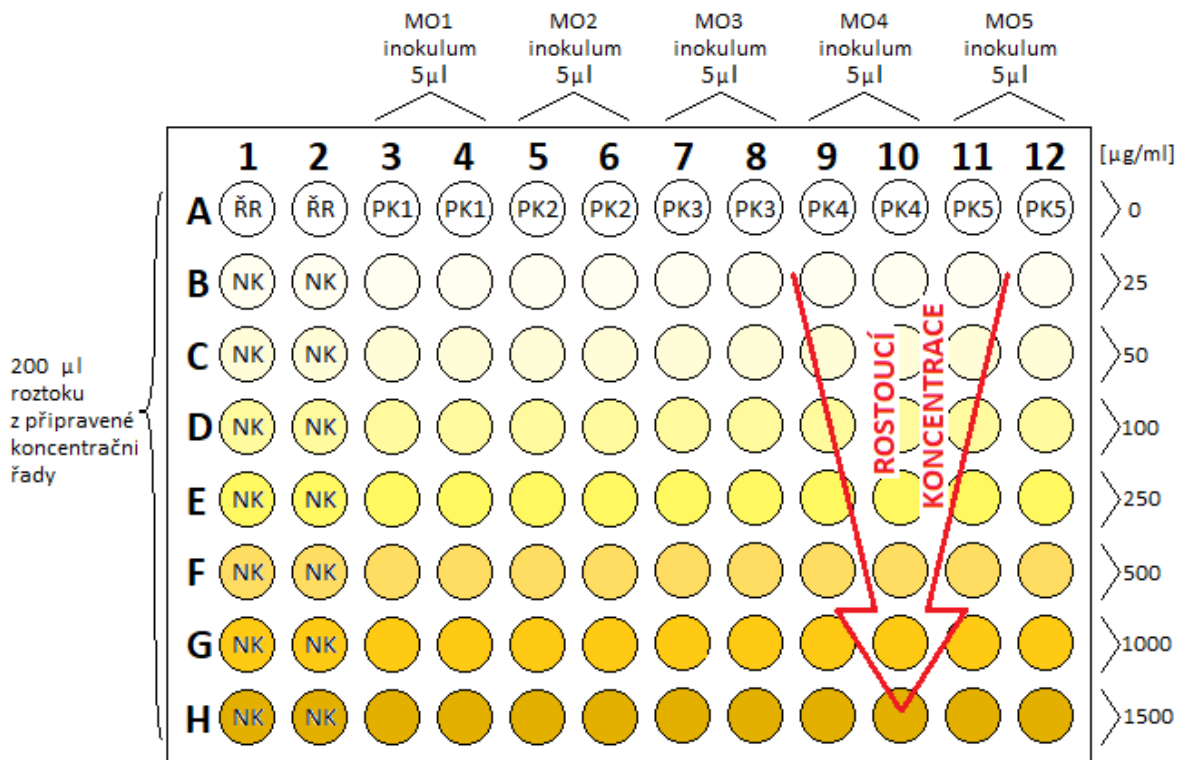 MO1 MO2 MO3 MO4 MO5
inokulum inokulum inokulum inokulum inokulum
5µl 5µl 5µl 5µl 5µl
1 2 3 4 5 6 7 8 9 10 11 12 [µg/ml]
A ŘR ŘR PK1 PK1 PK2 PK2 PK3 PK3 PK4 PK4 PK5 PK5 0
B NK NK 25
C NK NK 50
D NK NK 100
E NK NK 250
F NK NK 500
G NK NK 1000
H NK NK 1500
200 µl
roztoku
z připravené
koncentrační
řady
ROSTOUCÍ
KONCENTRACE